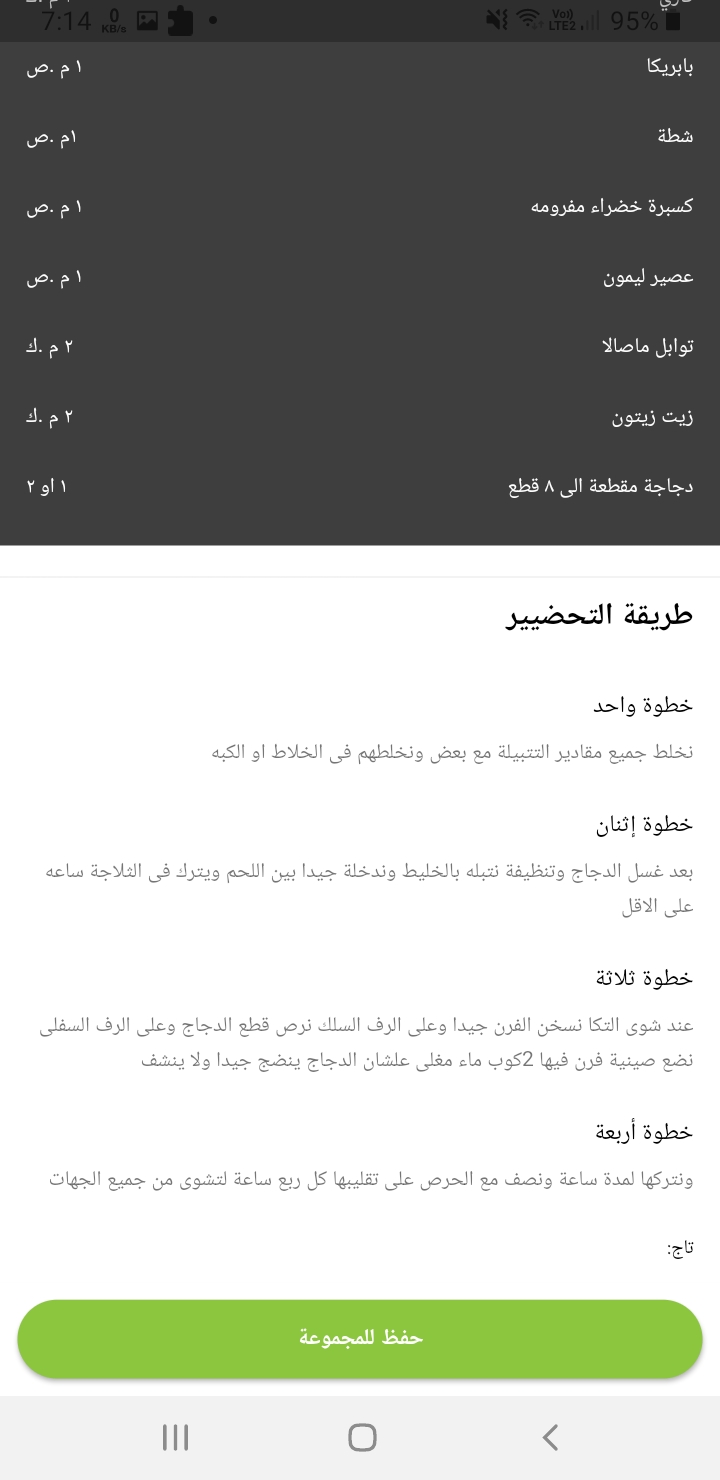 7:14 0 KB/s Vo)) LTE2 95%
بابريكا ١ م .ص
شطة ١م .ص
كسبرة خضراء مفرومه ١ م .ص
عصير ليمون ١ م .ص
توابل ماصالا ٢ م .ك
زيت زيتون ٢ م .ك
دجاجة مقطعة الى ٨ قطع ١ او ٢
طريقة التحضيير
خطوة واحد
نخلط جميع مقادير التتبيلة مع بعض ونخلطهم فى الخلاط او الكبه
خطوة إثنان
بعد غسل الدجاج وتنظيفة نتبله بالخليط وندخلة جيدا بين اللحم ويترك فى الثلاجة ساعه
على الاقل
خطوة ثلاثة
عند شوى التكا نسخن الفرن جيدا وعلى الرف السلك نرص قطع الدجاج وعلى الرف السفلى
نضع صينية فرن فيها 2كوب ماء مغلى علشان الدجاج ينضج جيدا ولا ينشف
خطوة أربعة
ونتركها لمدة ساعة ونصف مع الحرص على تقليبها كل ربع ساعة لتشوى من جميع الجهات
تاج:
حفظ للمجموعة